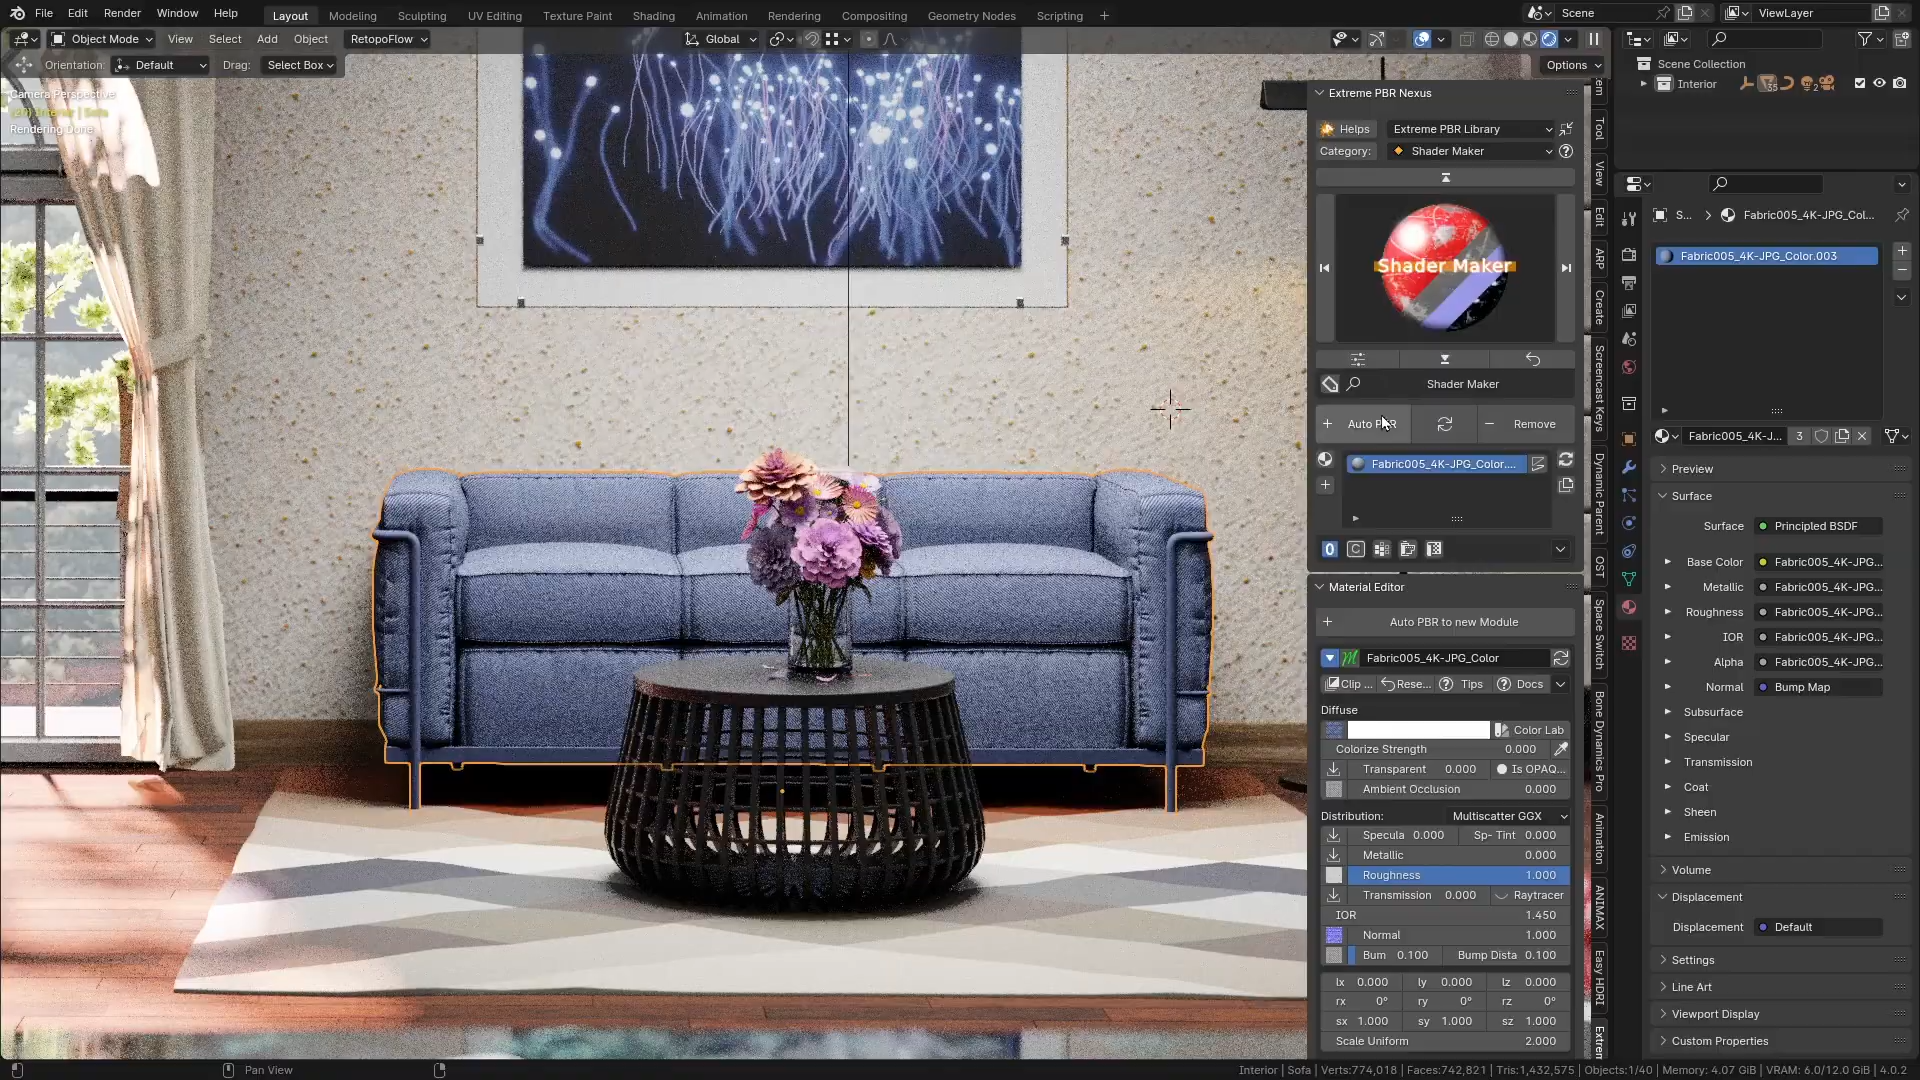 File Edit Render Window Help Layout Modeling Sculpting UV Editing Texture Paint Shading Animation Rendering Compositing Geometry Nodes Scripting + Scene ViewLayer
Object Mode View Select Add Object RetopoFlow Global
Orientation: Default Drag: Select Box Options
Camera Perspective
Rendering Done
Scene Collection
Interior 35 2
Extreme PBR Nexus
Helps Extreme PBR Library
Category: Shader Maker
Shader Maker
Shader Maker
Auto PBR Remove
Fabric005_4K-JPG_Color....
Material Editor
Auto PBR to new Module
Fabric005_4K-JPG_Color
Clip ... Rese... Tips Docs
Diffuse
Color Lab
Colorize Strength 0.000
Transparent 0.000 Is OPAQ...
Ambient Occlusion 0.000
Distribution: Multiscatter GGX
Specula 0.000 Sp- Tint 0.000
Metallic 0.000
Roughness 1.000
Transmission 0.000 Raytracer
IOR 1.450
Normal 1.000
Bum 0.100 Bump Dista 0.100
lx 0.000 ly 0.000 lz 0.000
rx 0° ry 0° rz 0°
sx 1.000 sy 1.000 sz 1.000
Scale Uniform 2.000
Tool
View
Edit
ARP
Create
Screencast Keys
Dynamic Parent
OST
Space Switch
Bone Dynamics Pro
Animation
ANIMAX
Easy HDRI
Extrem
S... Fabric005_4K-JPG_Col...
Fabric005_4K-JPG_Color.003
Fabric005_4K-J... 3
Preview
Surface
Surface Principled BSDF
Base Color Fabric005_4K-JPG...
Metallic Fabric005_4K-JPG...
Roughness Fabric005_4K-JPG...
IOR Fabric005_4K-JPG...
Alpha Fabric005_4K-JPG...
Normal Bump Map
Subsurface
Specular
Transmission
Coat
Sheen
Emission
Volume
Displacement
Displacement Default
Settings
Line Art
Viewport Display
Custom Properties
Pan View
Interior | Sofa | Verts:774,018 | Faces:742,821 | Tris:1,432,575 | Objects:1/40 | Memory: 4.07 GiB | VRAM: 6.0/12.0 GiB | 4.0.2